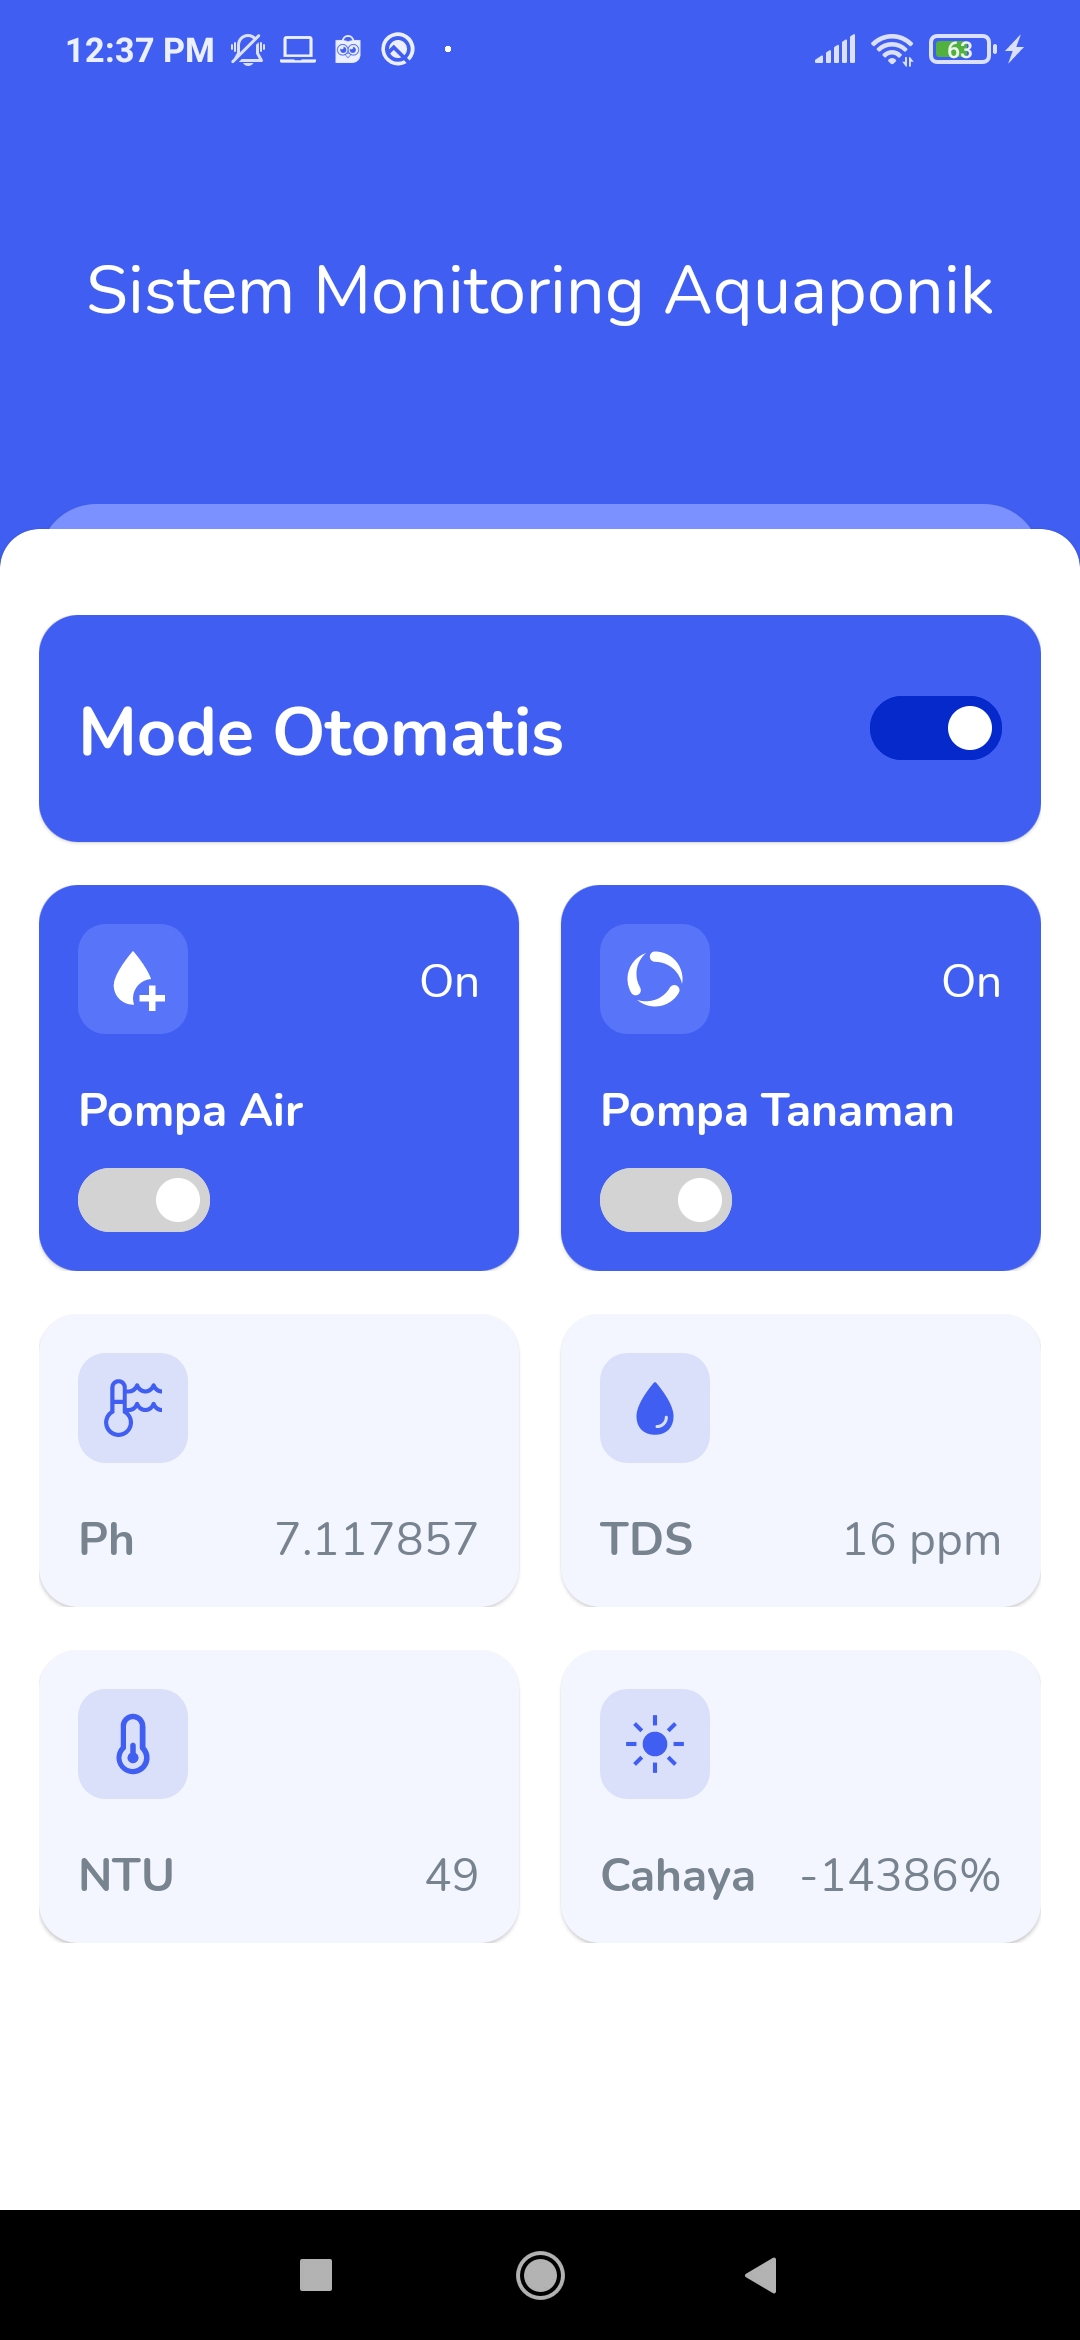 12:37 PM
63
Sistem Monitoring Aquaponik
Mode Otomatis
On
Pompa Air
On
Pompa Tanaman
Ph 7.117857
TDS 16 ppm
NTU 49
Cahaya -14386%